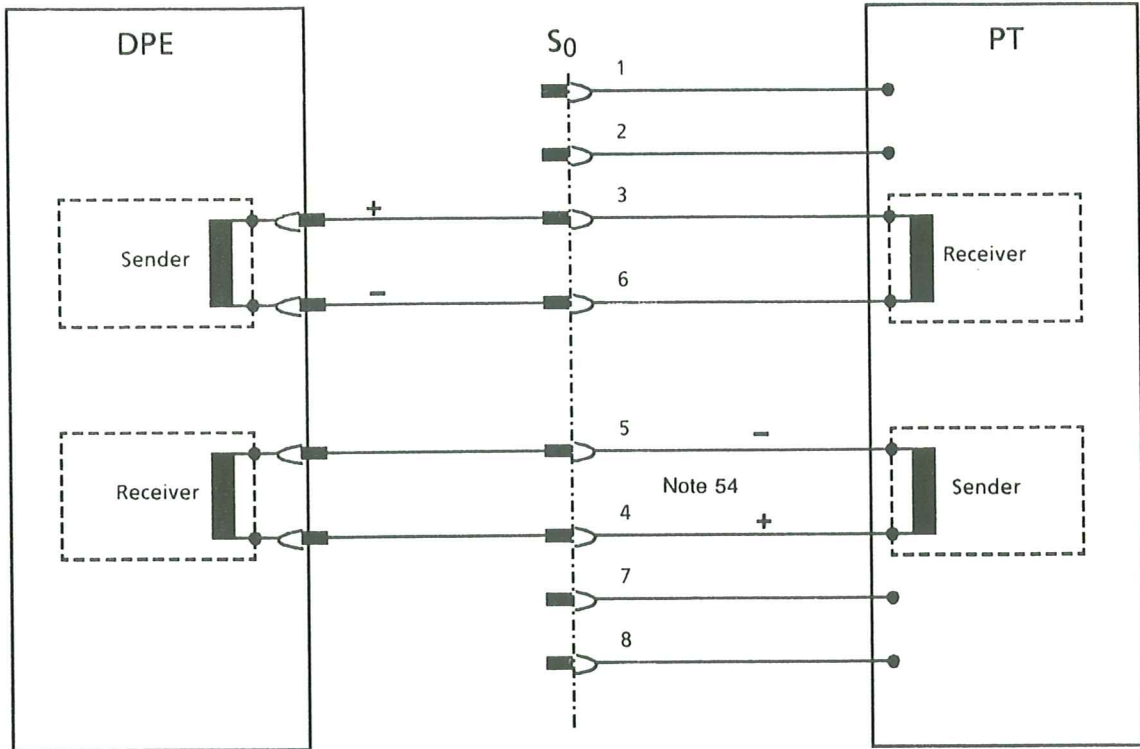 DPE
S0
PT
1
2
+
3
Sender
Receiver
–
6
5
–
Receiver
Note 54
Sender
4
+
7
8